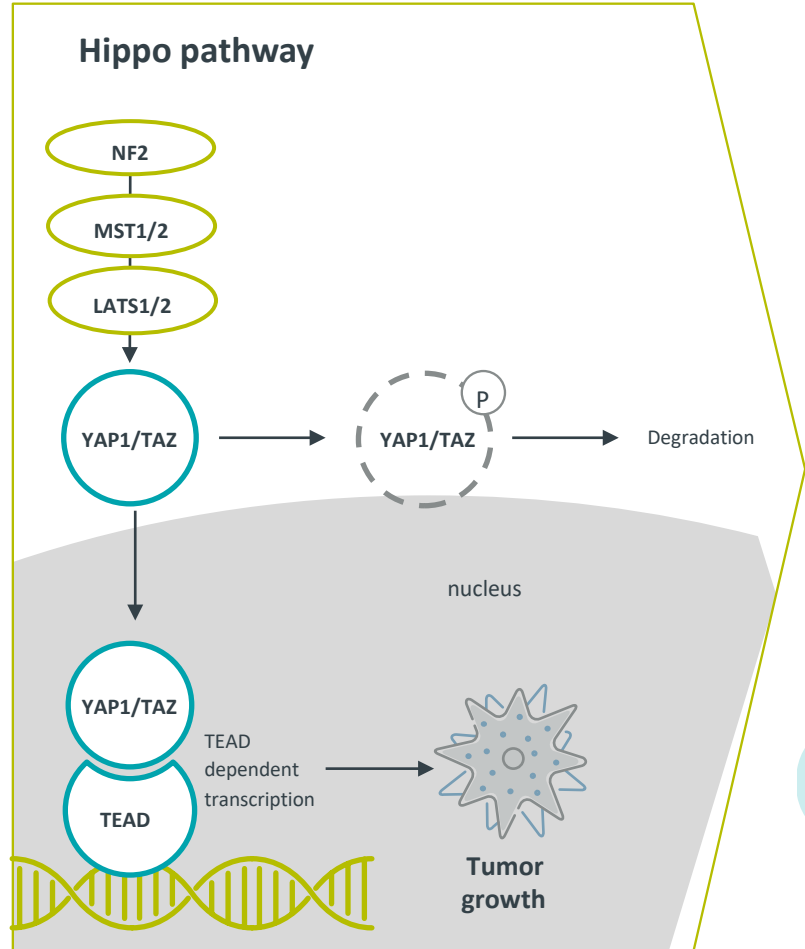 Hippo pathway
NF2
MST1/2
LATS1/2
YAP1/TAZ
P
YAP1/TAZ
Degradation
nucleus
YAP1/TAZ
TEAD
dependent
transcription
TEAD
Tumor
growth